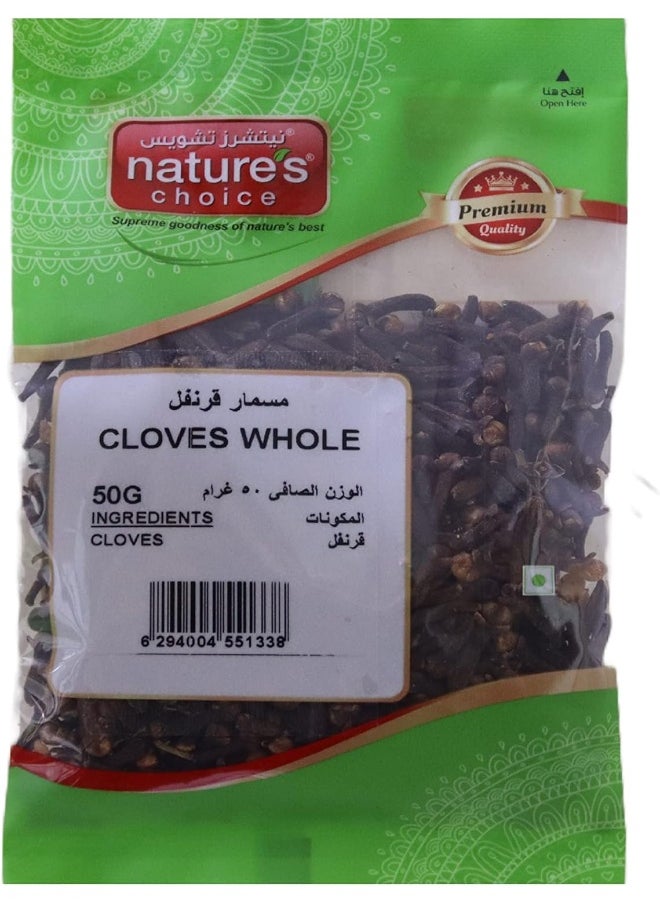 إفتح هنا
Open Here
نيتشرز تشويس®
nature's®
choice
Supreme goodness of nature's best
Premium
Quality
مسمار قرنفل
CLOVES WHOLE
50G الوزن الصافى ٥٠ غرام
INGREDIENTS المكونات
CLOVES قرنفل
6 294004 551338